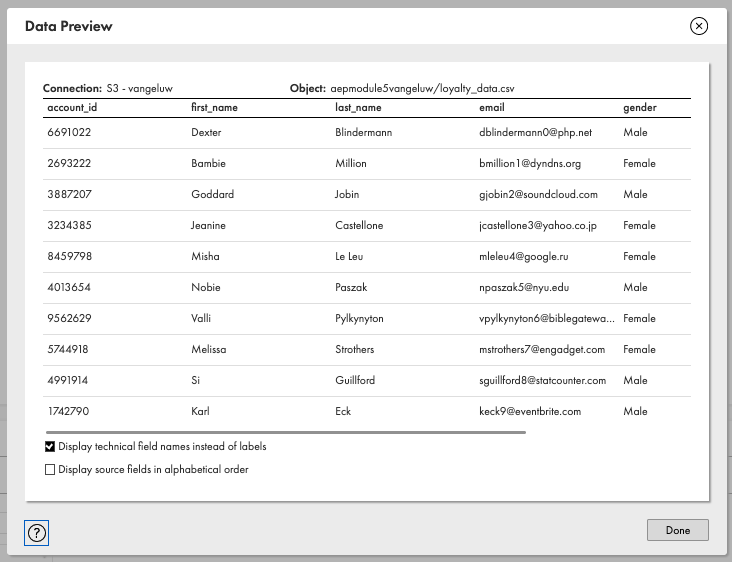 Data Preview
Connection: S3 - vangeluw Object: aepmodule5vangeluw/loyalty_data.csv
account_id first_name last_name email gender
6691022 Dexter Blindermann dblindermann0@php.net Male
2693222 Bambie Million bmillion1@dyndns.org Female
3887207 Goddard Jobin gjobin2@soundcloud.com Male
3234385 Jeanine Castellone jcastellone3@yahoo.co.jp Female
8459798 Misha Le Leu mleleu4@google.ru Female
4013654 Nobie Paszak npaszak5@nyu.edu Male
9562629 Valli Pylkynyton vpylkynyton6@biblegatewa... Female
5744918 Melissa Strothers mstrothers7@engadget.com Female
4991914 Si Guillford sguillford8@statcounter.com Male
1742790 Karl Eck keck9@eventbrite.com Male
Display technical field names instead of labels
Display source fields in alphabetical order
? Done